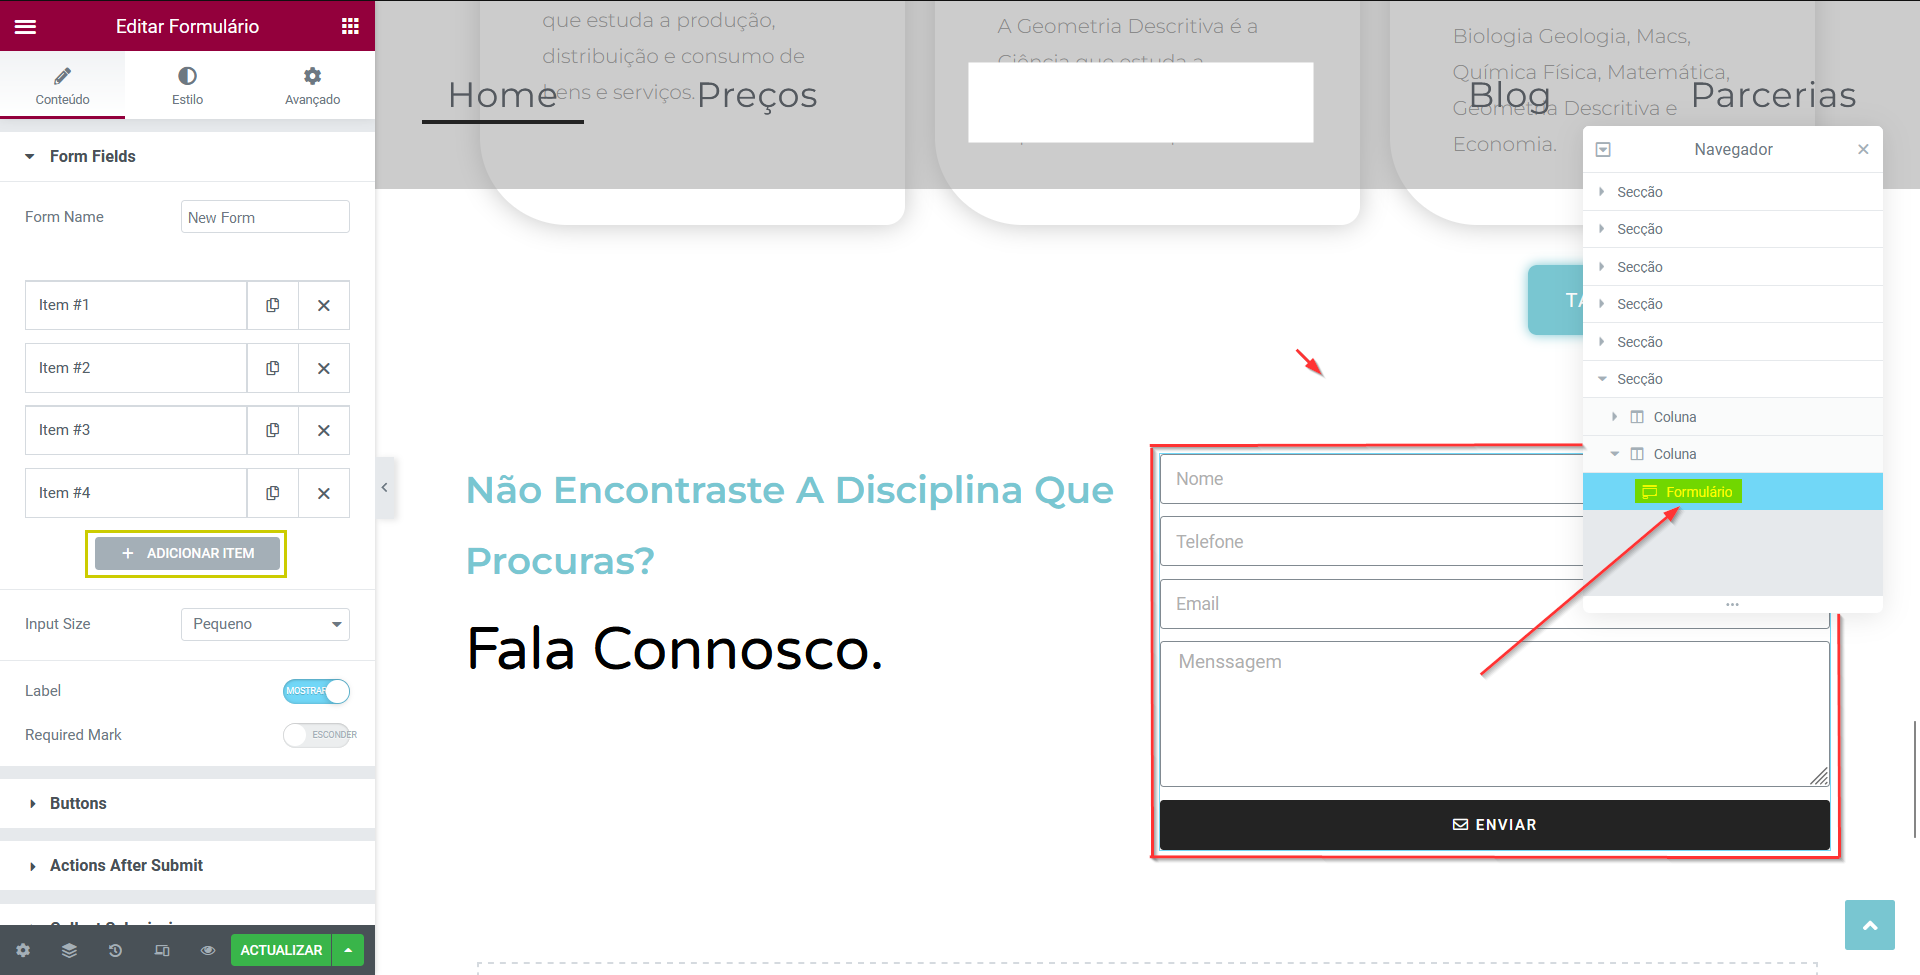 Editar Formulário
Conteúdo
Estilo
Avançado
Form Fields
Form Name
New Form
Item #1
Item #2
Item #3
Item #4
ADICIONAR ITEM
Input Size
Pequeno
Label
MOSTRAR
Required Mark
ESCONDER
Buttons
Actions After Submit
ACTUALIZAR
que estuda a produção,
distribuição e consumo de
bens e serviços.
A Geometria Descritiva é a
Ciência que estuda a
Biologia Geologia, Macs,
Química Física, Matemática,
Geometria Descritiva e
Economia.
Home
Preços
Blog
Parcerias
Navegador
Secção
Secção
Secção
Secção
Secção
Secção
Coluna
Coluna
Formulário
Não Encontraste A Disciplina Que
Procuras?
Fala Connosco.
Nome
Telefone
Email
Menssagem
ENVIAR